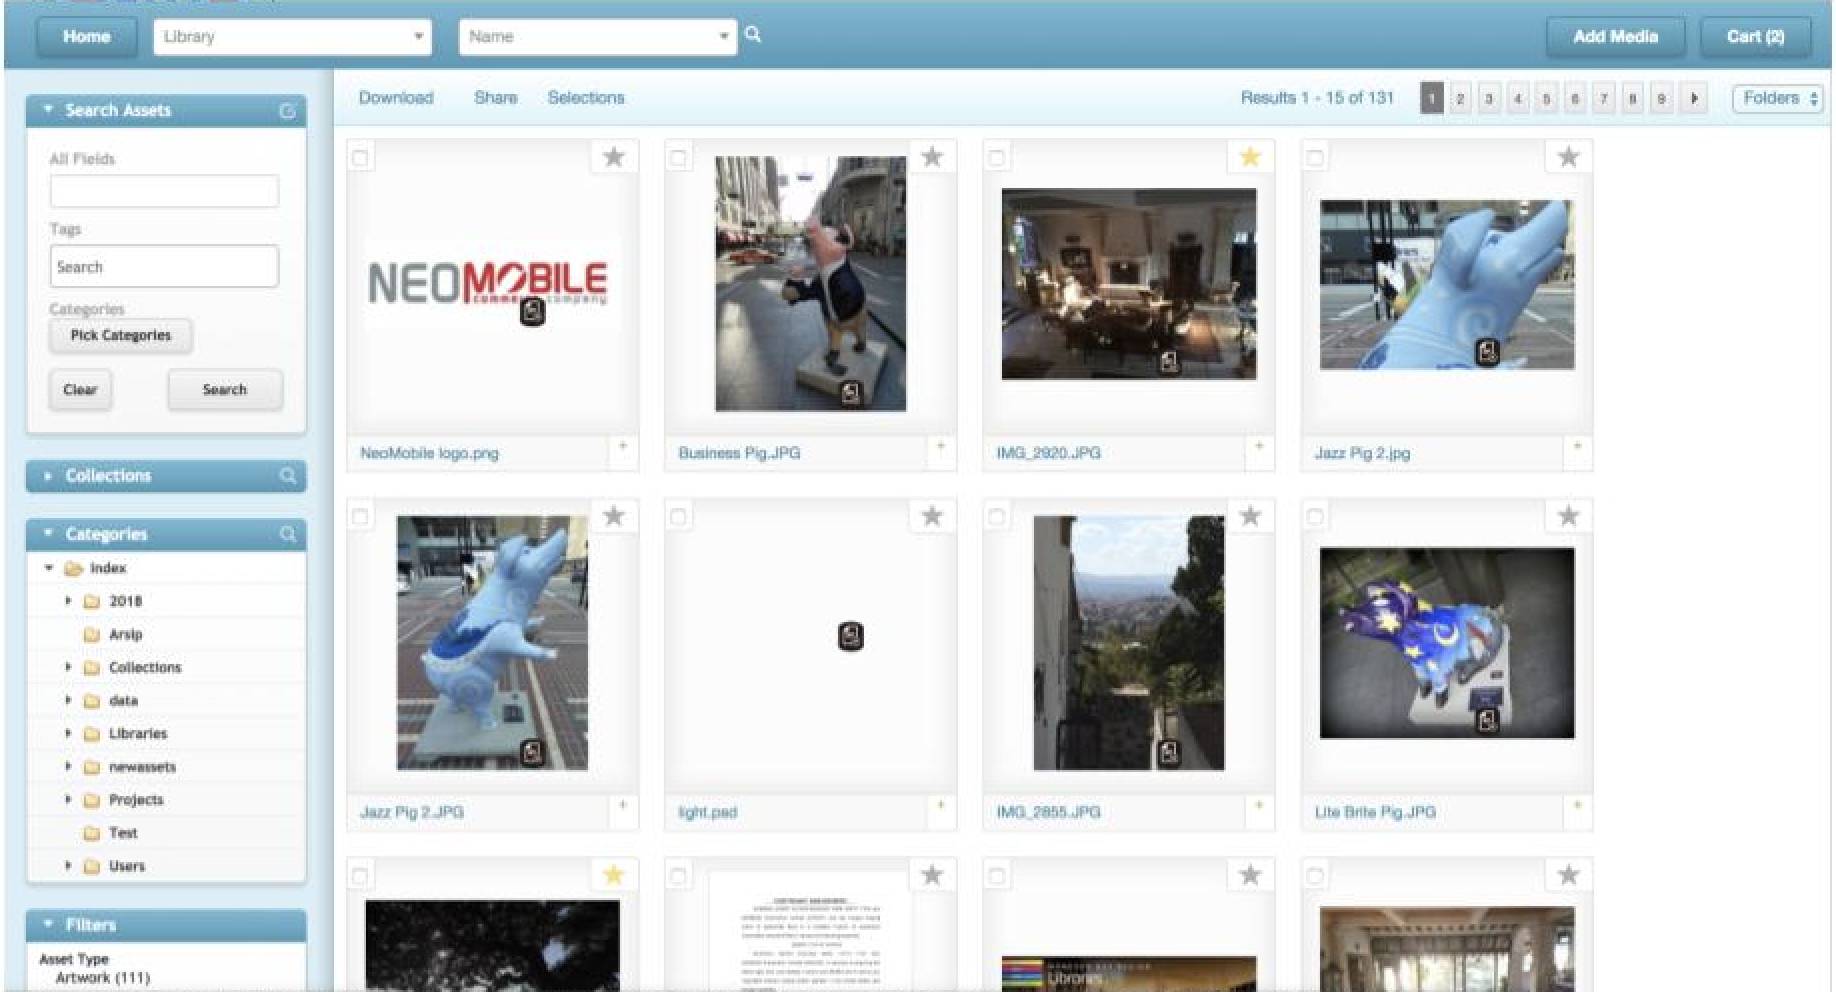 Home
Library
Name
Add Media
Cart (2)
Search Assets
All Fields
Tags
Search
Categories
Pick Categories
Clear
Search
Collections
Categories
Index
2018
Arsip
Collections
data
Libraries
newassets
Projects
Test
Users
Filters
Asset Type
Artwork (111)
Download
Share
Selections
Results 1 - 15 of 131
1 2 3 4 5 6 7 8 9
Folders
NEOMOBILE
company
NeoMobile logo.png
Business Pig.JPG
IMG_2920.JPG
Jazz Pig 2.jpg
Jazz Pig 2.JPG
light.psd
IMG_2855.JPG
Lite Brite Pig.JPG
Libraries